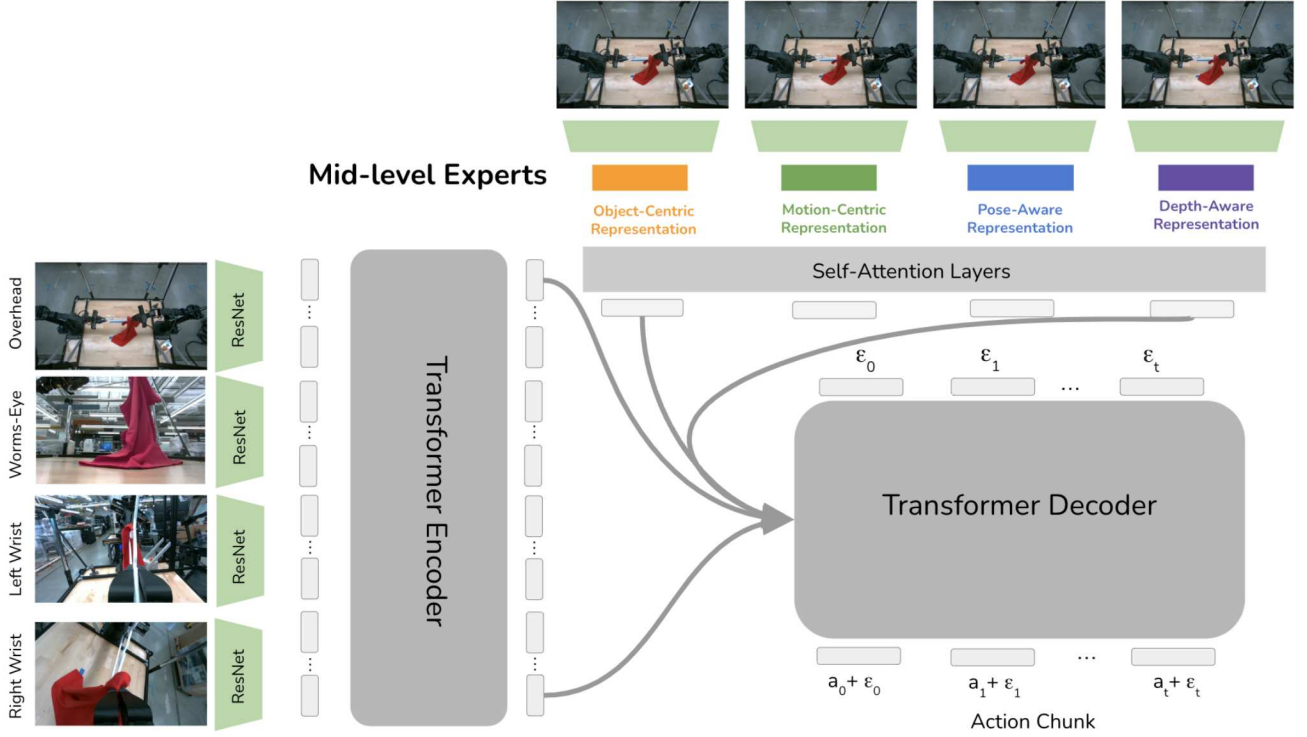 Mid-level Experts
Object-Centric
Representation
Motion-Centric
Representation
Pose-Aware
Representation
Depth-Aware
Representation
Self-Attention Layers
Overhead
ResNet
Worms-Eye
ResNet
Left Wrist
ResNet
Right Wrist
ResNet
Transformer Encoder
ε₀ ε₁ ... εₜ
Transformer Decoder
a₀ + ε₀ a₁ + ε₁ ... aₜ + εₜ
Action Chunk